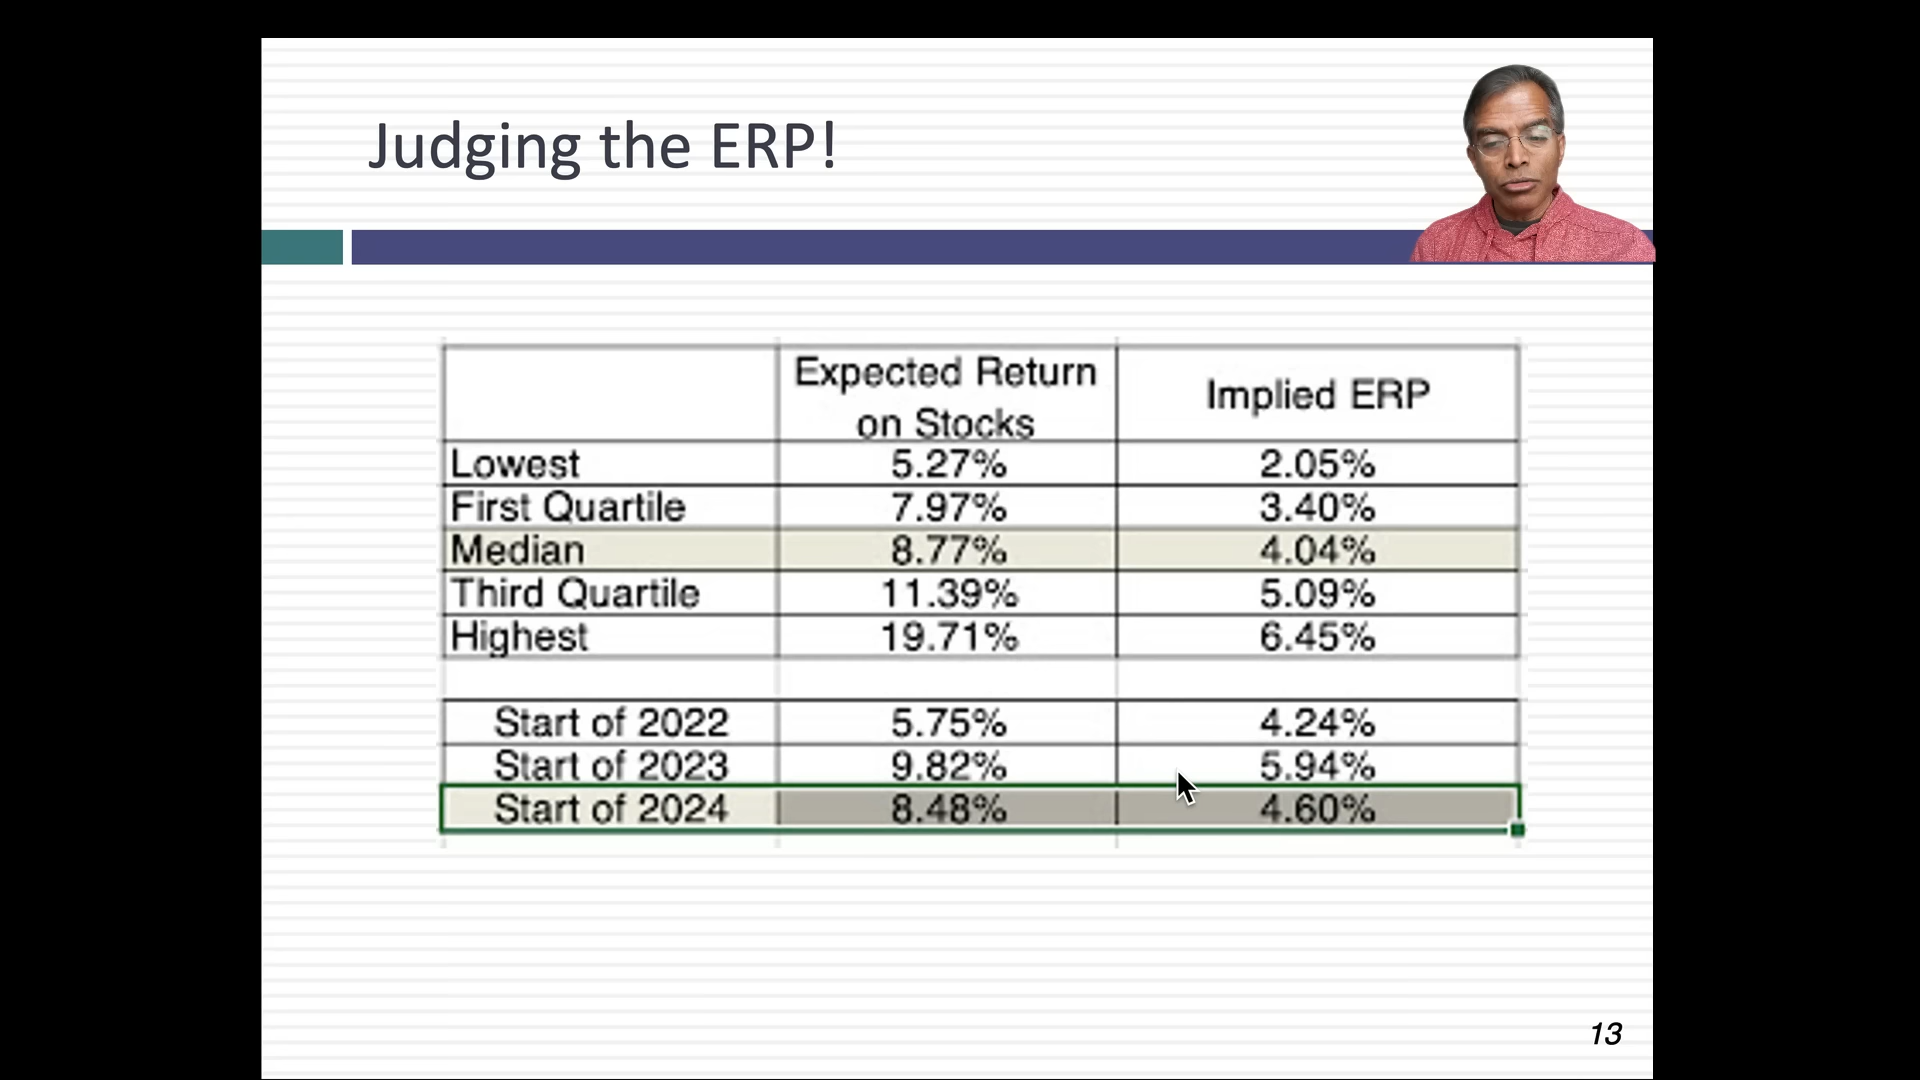 Judging the ERP!
Expected Return on Stocks Implied ERP
Lowest 5.27% 2.05%
First Quartile 7.97% 3.40%
Median 8.77% 4.04%
Third Quartile 11.39% 5.09%
Highest 19.71% 6.45%
Start of 2022 5.75% 4.24%
Start of 2023 9.82% 5.94%
Start of 2024 8.48% 4.60%
13